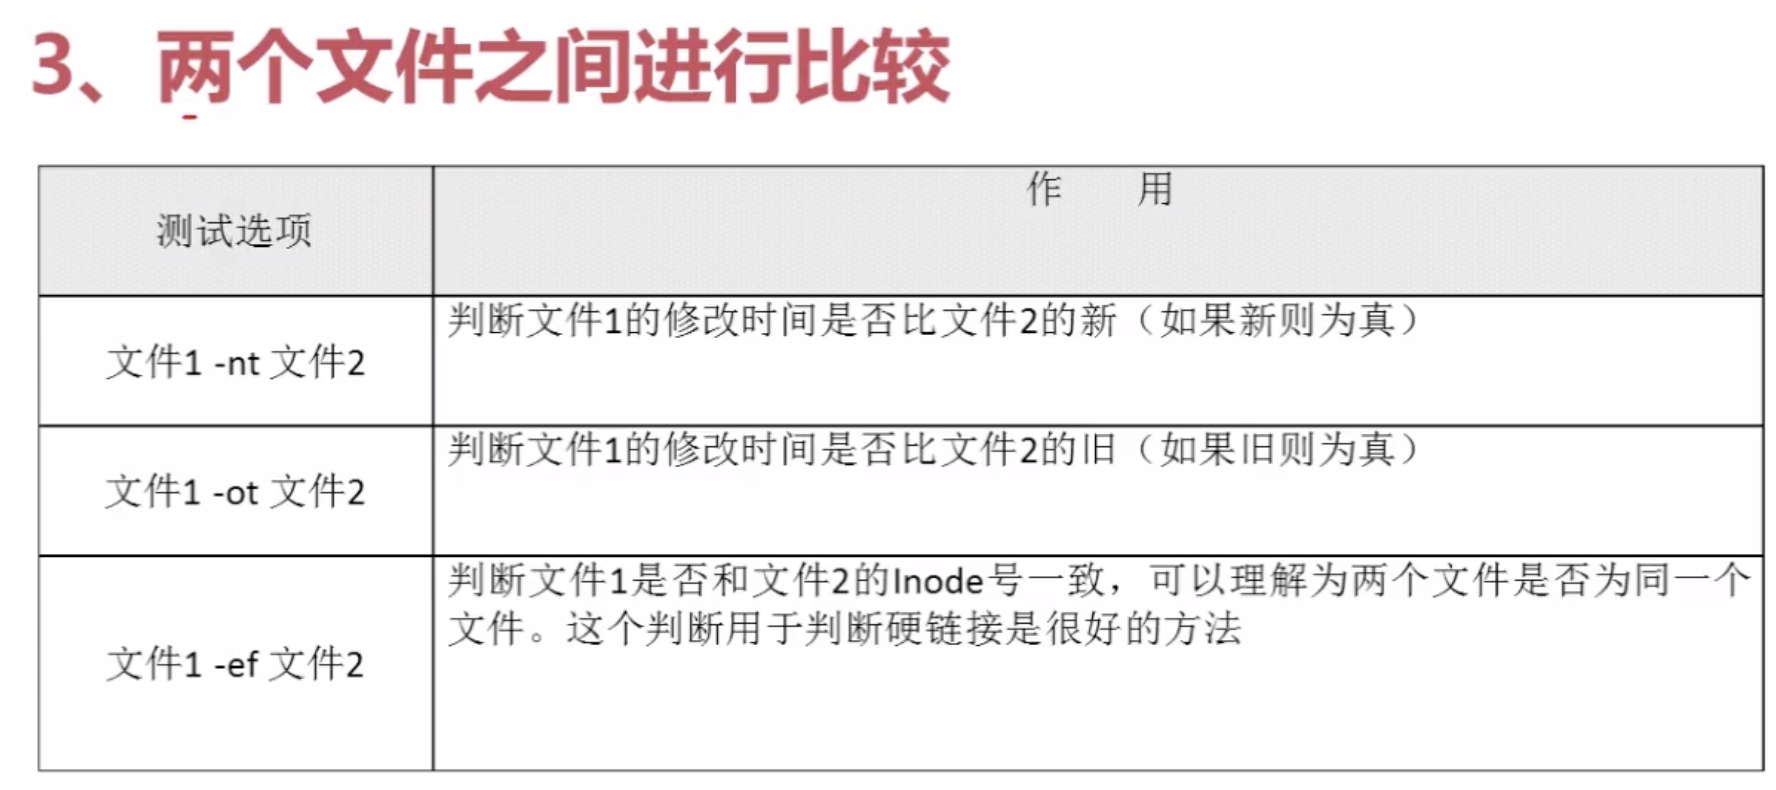 3、两个文件之间进行比较
测试选项
作 用
文件1 -nt 文件2
判断文件1的修改时间是否比文件2的新（如果新则为真）
文件1 -ot 文件2
判断文件1的修改时间是否比文件2的旧（如果旧则为真）
文件1 -ef 文件2
判断文件1是否和文件2的Inode号一致，可以理解为两个文件是否为同一个
文件。这个判断用于判断硬链接是很好的方法